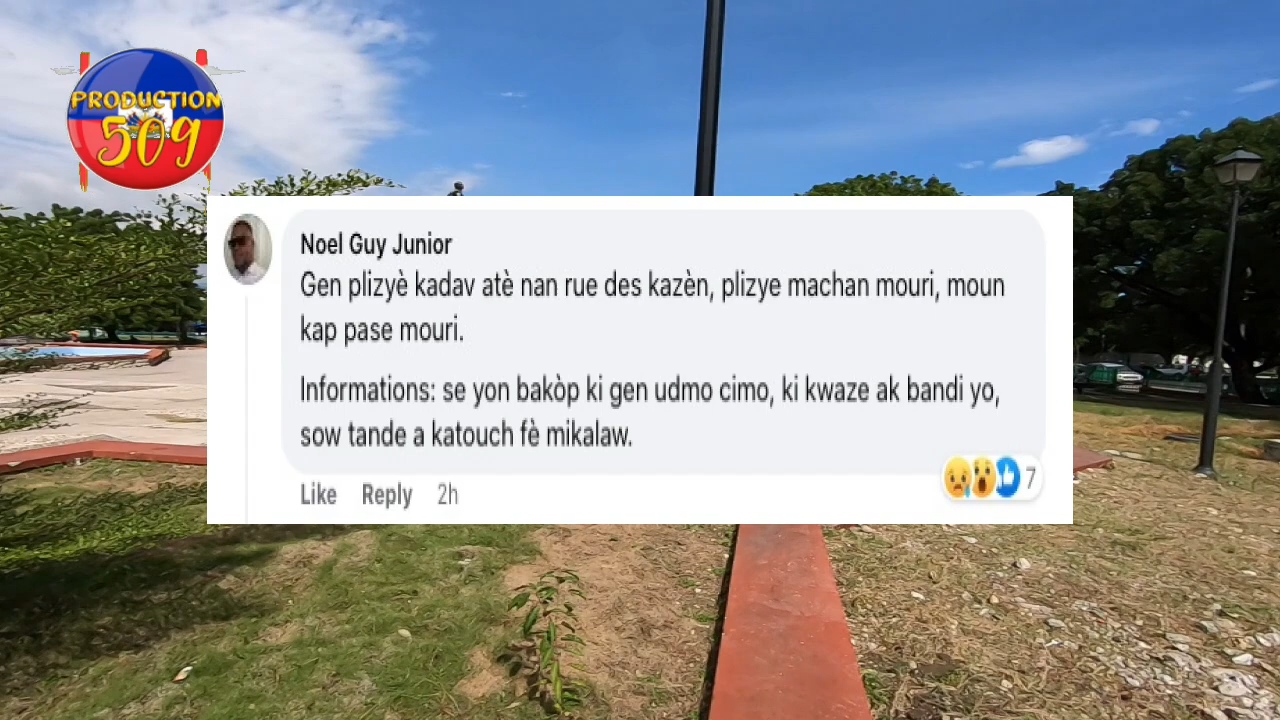 PRODUCTION
509
Noel Guy Junior
Gen plizyè kadav atè nan rue des kazèn, plizye machan mouri, moun
kap pase mouri.
Informations: se yon bakòp ki gen udmo cimo, ki kwaze ak bandi yo,
sow tande a katouch fè mikalaw.
Like Reply 2h
7